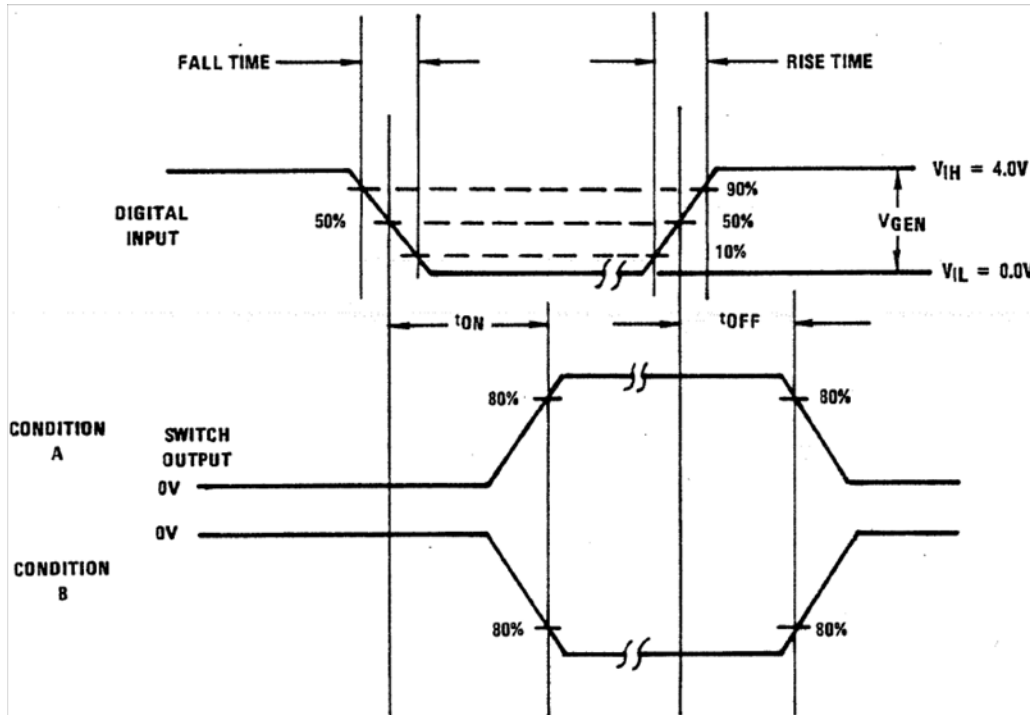 FALL TIME
RISE TIME
VIH = 4.0V
90%
DIGITAL INPUT
50%
50%
VGEN
10%
VIL = 0.0V
tON
tOFF
80%
80%
CONDITION A
SWITCH OUTPUT
0V
0V
CONDITION B
80%
80%